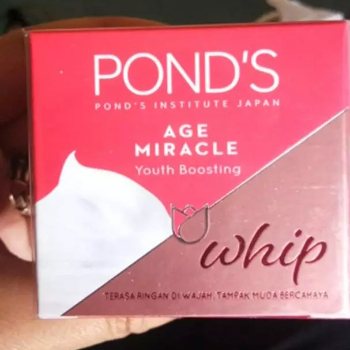 POND'S
POND'S INSTITUTE JAPAN
AGE
MIRACLE
Youth Boosting
whip
TERASA RINGAN DI WAJAH, TAMPAK MUDA BERCAHAYA